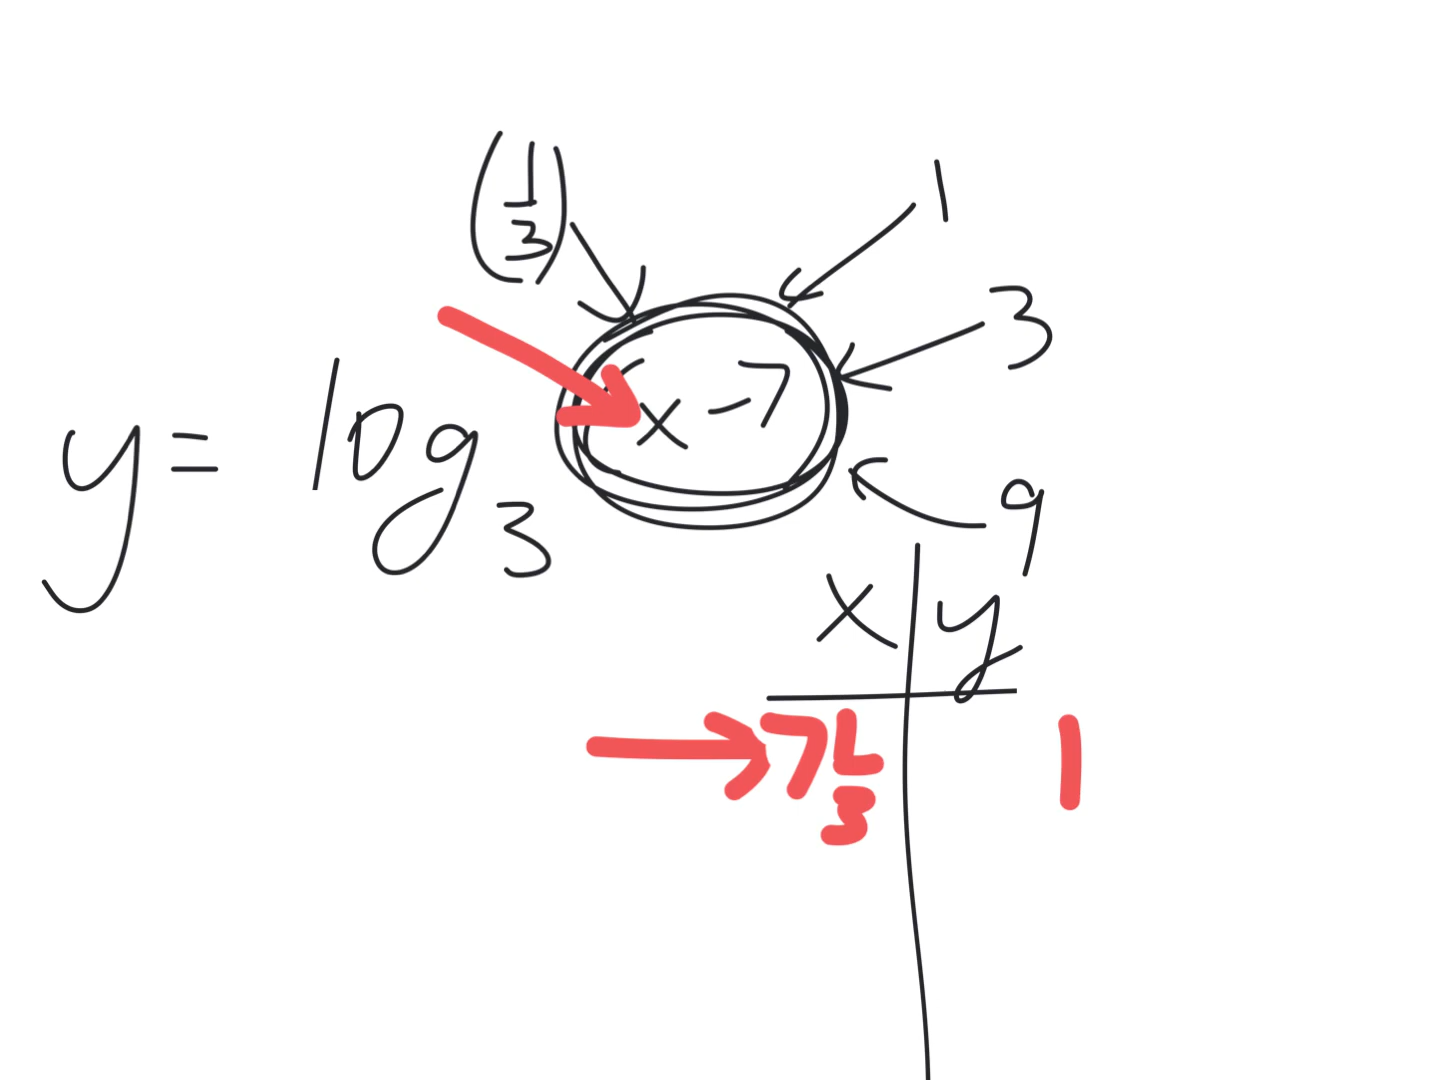 (1/3) 1
3
y = log₃(x - 7
9
x y
7 1/3 1